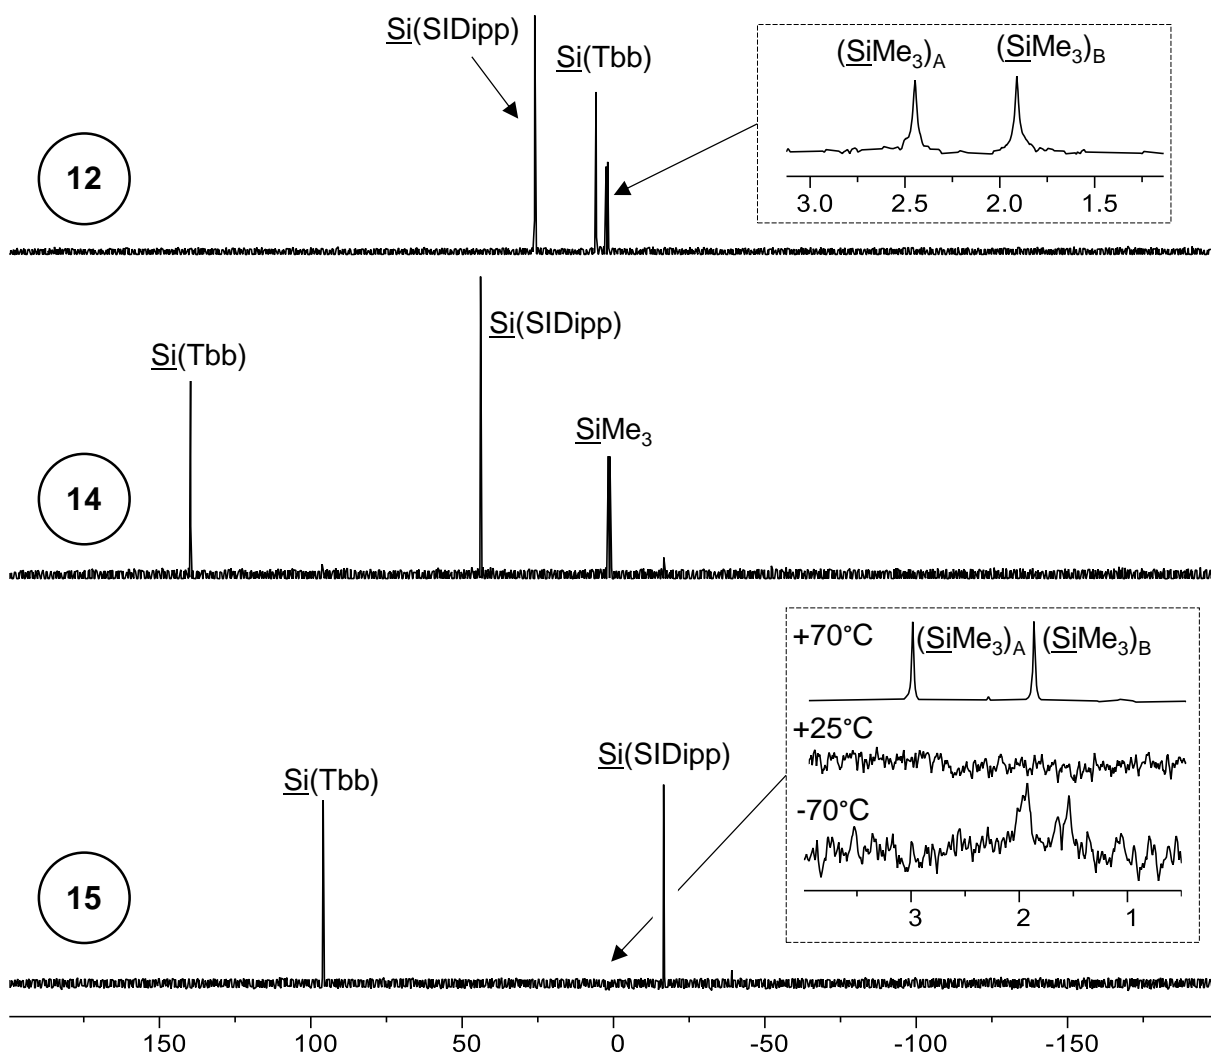 Si(SIDipp)
Si(Tbb)
(SiMe3)A (SiMe3)B
12
3.0 2.5 2.0 1.5
Si(Tbb)
Si(SIDipp)
SiMe3
14
+70°C (SiMe3)A (SiMe3)B
+25°C
-70°C
3 2 1
Si(Tbb)
Si(SIDipp)
15
150 100 50 0 -50 -100 -150